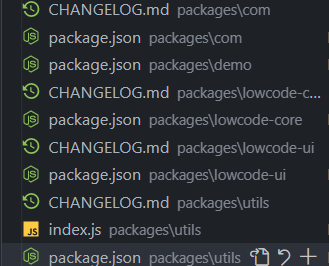 CHANGELOG.md packages\com
package.json packages\com
package.json packages\demo
CHANGELOG.md packages\lowcode-c...
package.json packages\lowcode-core
CHANGELOG.md packages\lowcode-ui
package.json packages\lowcode-ui
CHANGELOG.md packages\utils
JS index.js packages\utils
package.json packages\utils